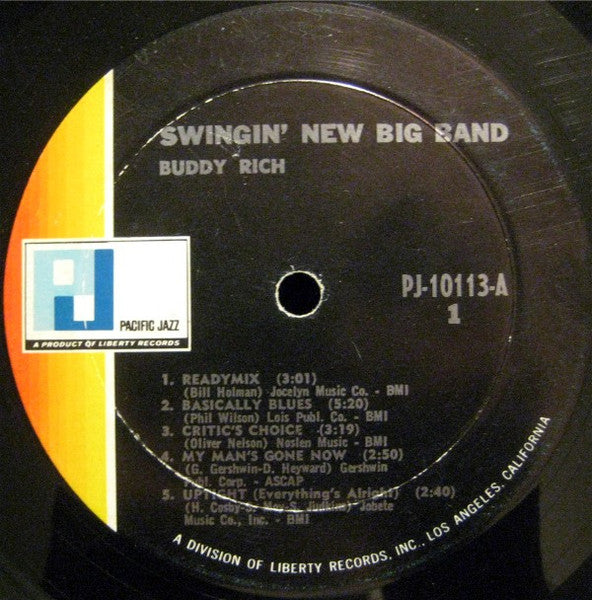 SWINGIN' NEW BIG BAND
BUDDY RICH
PJ
PACIFIC JAZZ
A PRODUCT OF LIBERTY RECORDS
PJ-10113-A
1
1. READYMIX (3:01)
(Bill Holman) Jocelyn Music Co. - BMI
2. BASICALLY BLUES (5:20)
(Phil Wilson) Lois Publ. Co. - BMI
3. CRITIC'S CHOICE (3:19)
(Oliver Nelson) Noslen Music - BMI
4. MY MAN'S GONE NOW (2:50)
(G. Gershwin-D. Heyward) Gershwin
Publ. Corp. - ASCAP
5. UPTIGHT (Everything's Alright) (2:40)
(H. Cosby-S. Jobete
Music Co., Inc. - BMI
A DIVISION OF LIBERTY RECORDS, INC., LOS ANGELES, CALIFORNIA